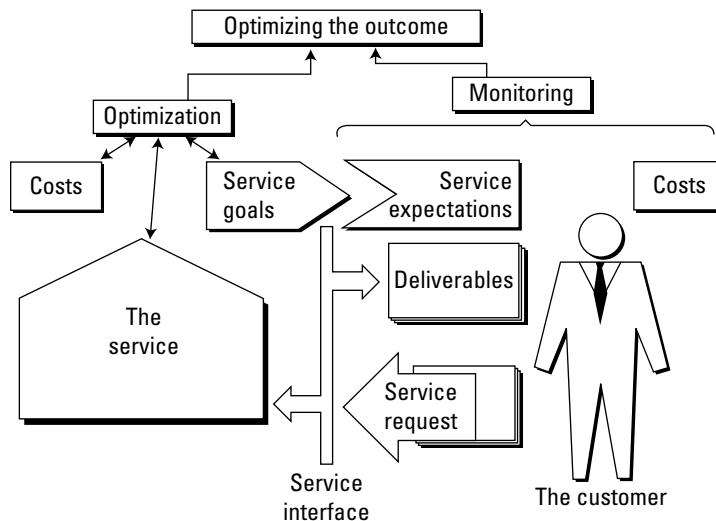 Optimizing the outcome
Monitoring
Optimization
Costs
Service
goals
Service
expectations
Costs
Deliverables
The
service
Service
request
Service
interface
The customer